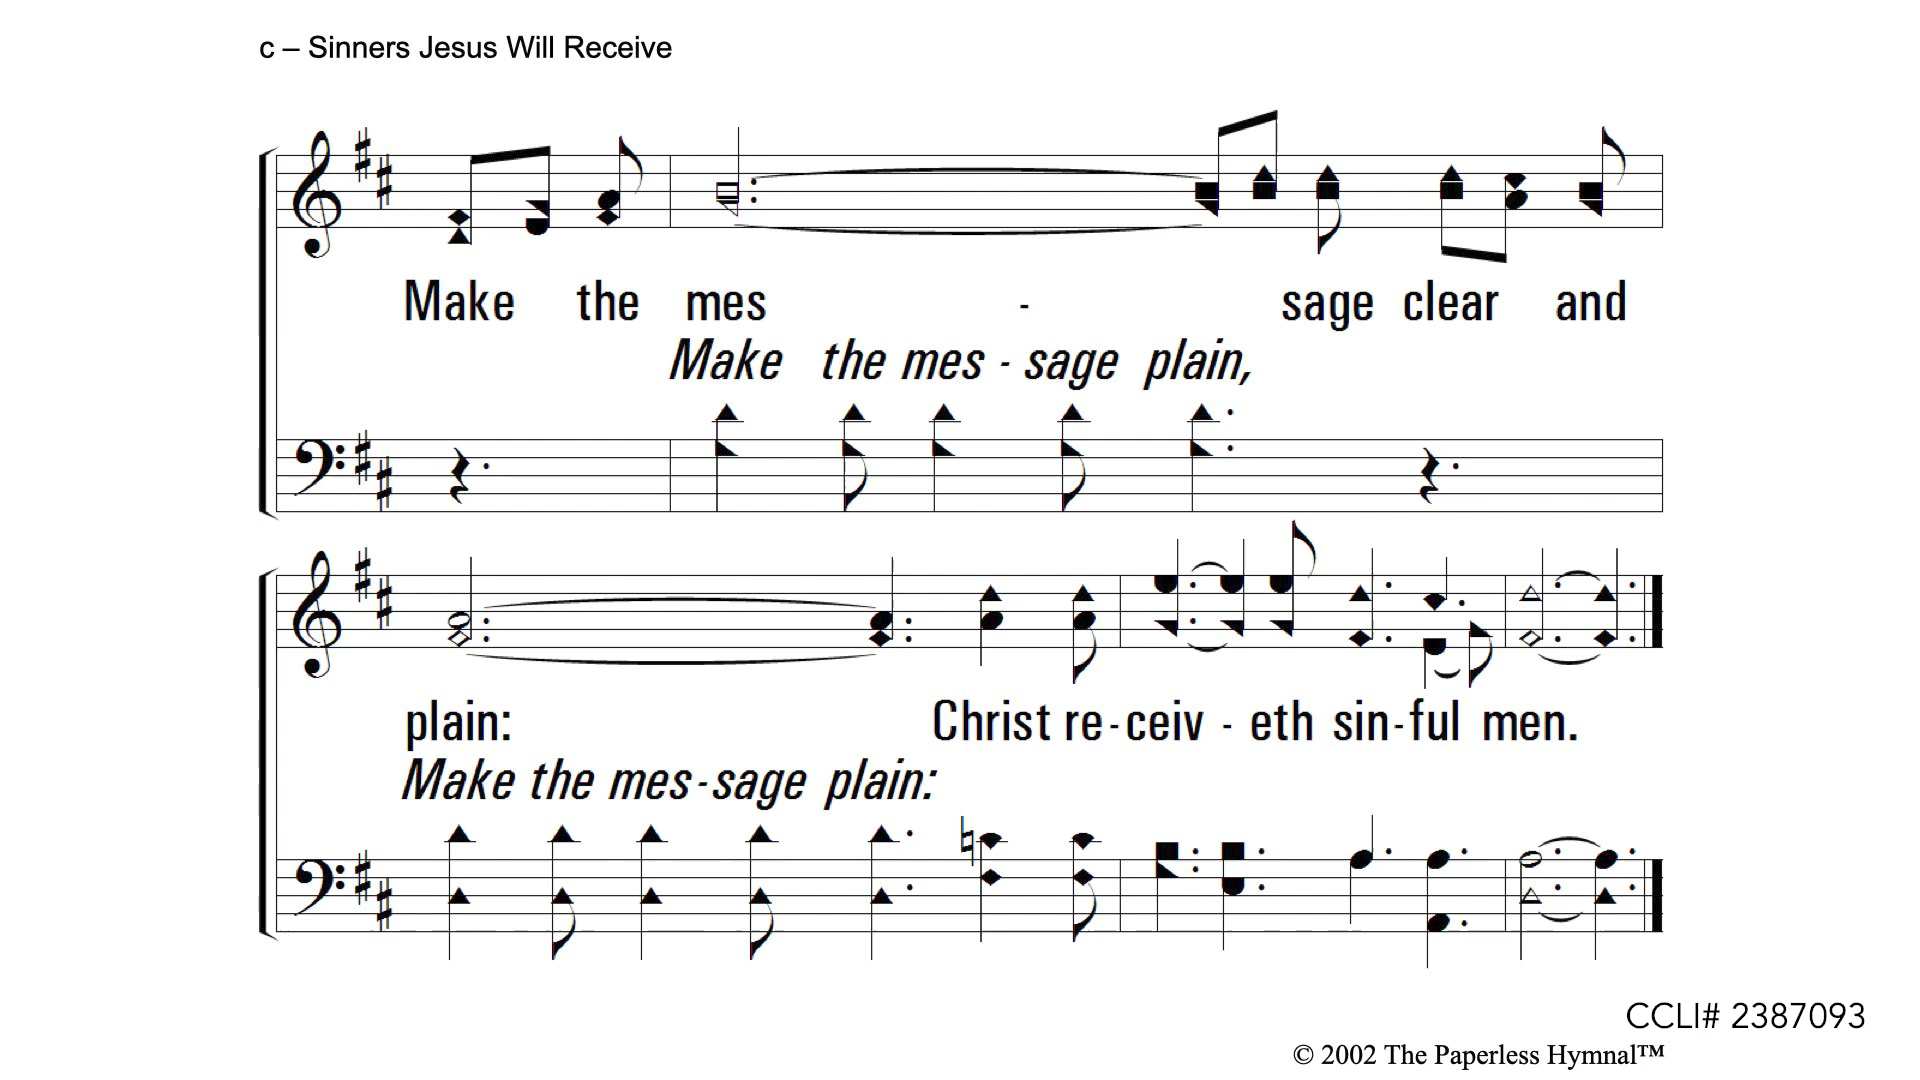 c – Sinners Jesus Will Receive
Make the mes - sage clear and
Make the mes - sage plain,
plain: Christ re - ceiv - eth sin - ful men.
Make the mes - sage plain:
CCLI# 2387093
© 2002 The Paperless Hymnal™